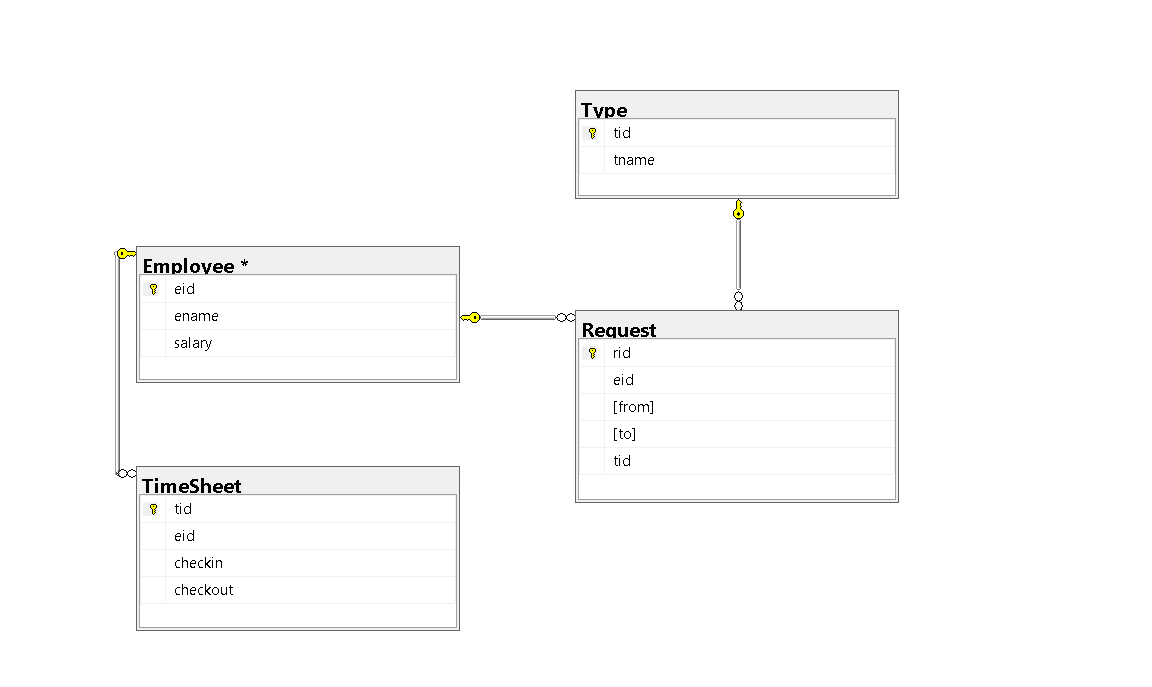 Type
tid
tname
Employee *
eid
ename
salary
Request
rid
eid
[from]
[to]
tid
TimeSheet
tid
eid
checkin
checkout